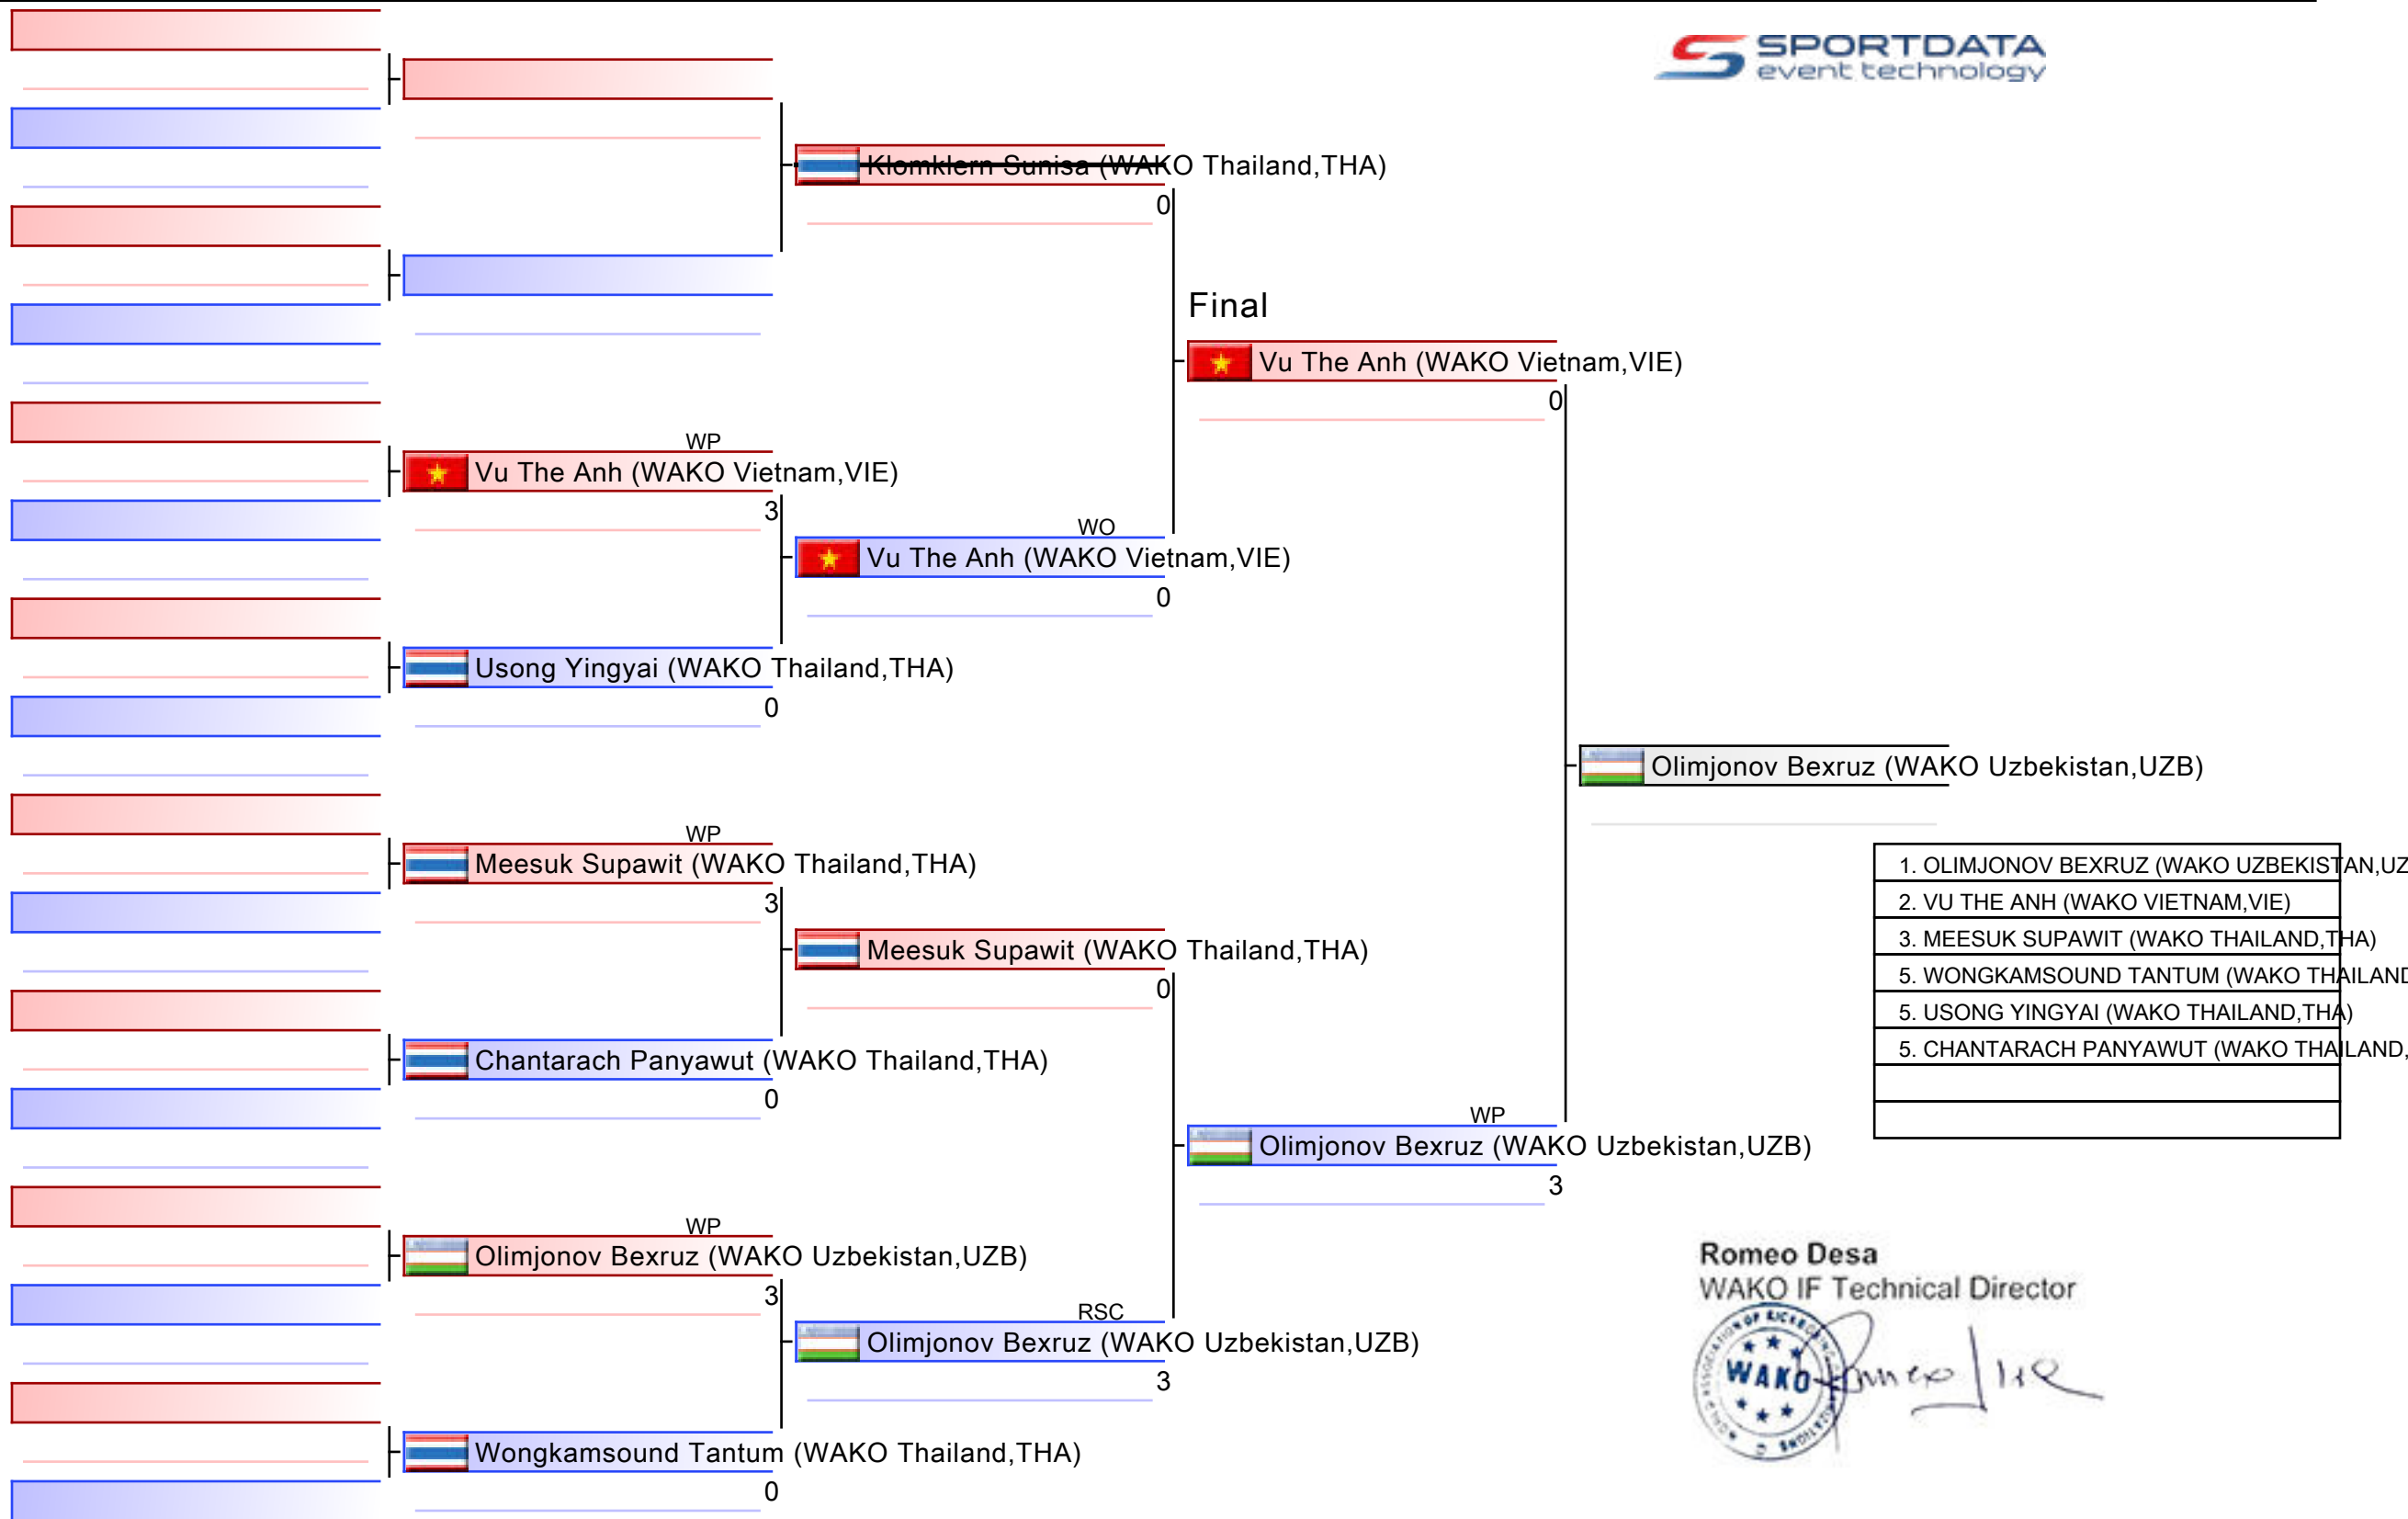 SPORTDATA
event technology
Klomklern Sunisa (WAKO Thailand,THA)
0
Final
Vu The Anh (WAKO Vietnam,VIE)
0
WP
Vu The Anh (WAKO Vietnam,VIE)
3
WO
Vu The Anh (WAKO Vietnam,VIE)
0
Usong Yingyai (WAKO Thailand,THA)
0
Olimjonov Bexruz (WAKO Uzbekistan,UZB)
WP
Meesuk Supawit (WAKO Thailand,THA)
3
Meesuk Supawit (WAKO Thailand,THA)
0
Chantarach Panyawut (WAKO Thailand,THA)
0
WP
Olimjonov Bexruz (WAKO Uzbekistan,UZB)
3
WP
Olimjonov Bexruz (WAKO Uzbekistan,UZB)
3
RSC
Olimjonov Bexruz (WAKO Uzbekistan,UZB)
3
Wongkamsound Tantum (WAKO Thailand,THA)
0
1. OLIMJONOV BEXRUZ (WAKO UZBEKISTAN,UZ
2. VU THE ANH (WAKO VIETNAM,VIE)
3. MEESUK SUPAWIT (WAKO THAILAND,THA)
5. WONGKAMSOUND TANTUM (WAKO THAILAND
5. USONG YINGYAI (WAKO THAILAND,THA)
5. CHANTARACH PANYAWUT (WAKO THAILAND,
Romeo Desa
WAKO IF Technical Director
WAKO